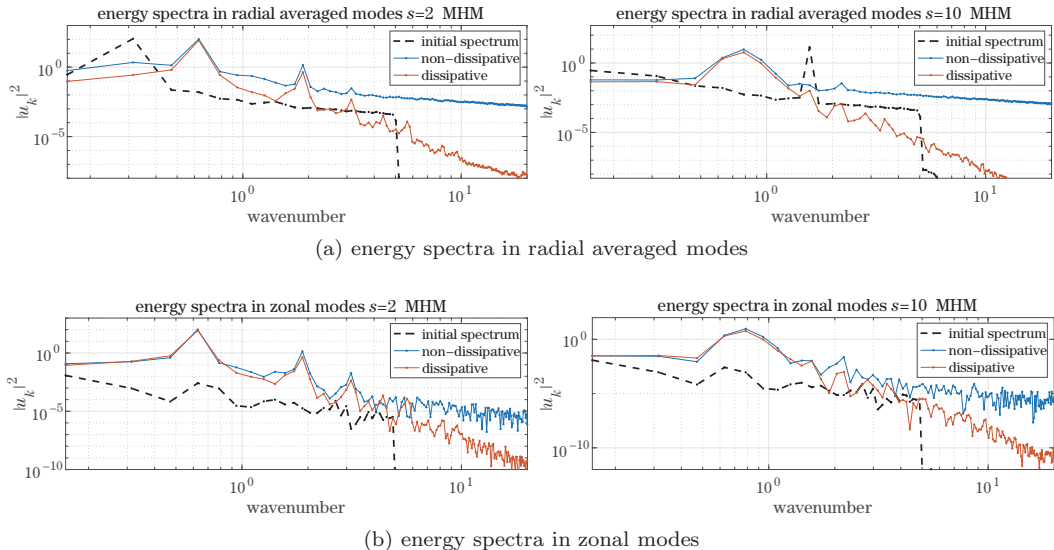 energy spectra in radial averaged modes s=2 MHM
initial spectrum
non-dissipative
dissipative
|u_k|^2
10^0
10^-5
10^0
10^1
wavenumber
energy spectra in radial averaged modes s=10 MHM
initial spectrum
non-dissipative
dissipative
|u_k|^2
10^0
10^-5
10^0
10^1
wavenumber
(a) energy spectra in radial averaged modes
energy spectra in zonal modes s=2 MHM
initial spectrum
non-dissipative
dissipative
|u_k|^2
10^0
10^-5
10^-10
10^0
10^1
wavenumber
energy spectra in zonal modes s=10 MHM
initial spectrum
non-dissipative
dissipative
|u_k|^2
10^0
10^-10
10^0
10^1
wavenumber
(b) energy spectra in zonal modes